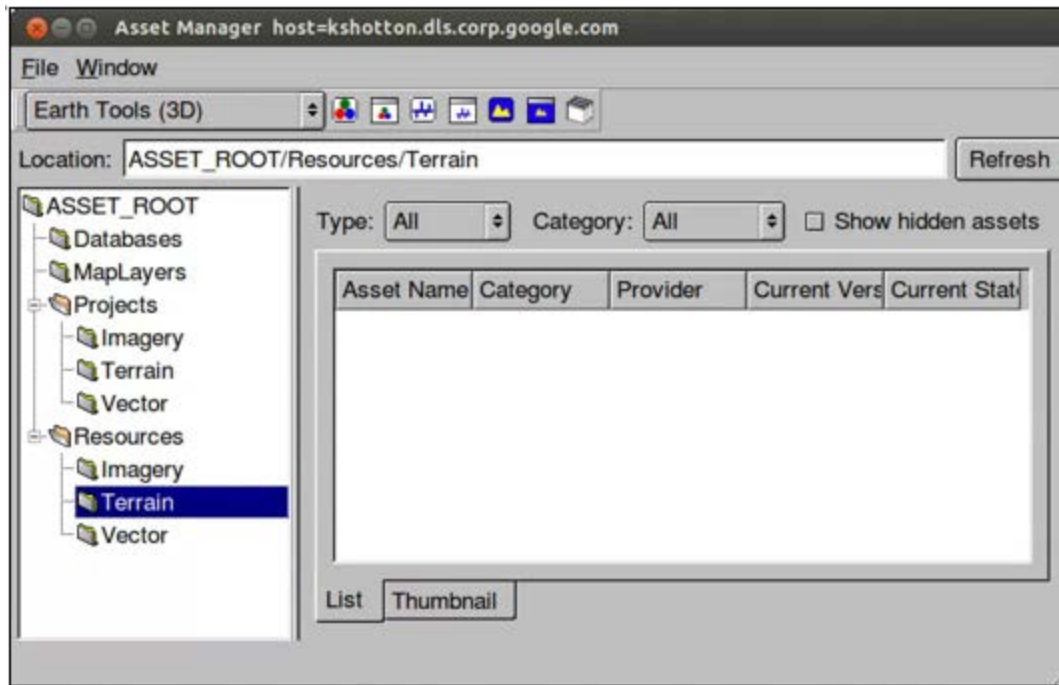 Asset Manager host=kshotton.dls.corp.google.com
File Window
Earth Tools (3D)
Location: ASSET_ROOT/Resources/Terrain Refresh
ASSET_ROOT
Databases
MapLayers
Projects
Imagery
Terrain
Vector
Resources
Imagery
Terrain
Vector
Type: All Category: All Show hidden assets
Asset Name Category Provider Current Vers Current Stat
List Thumbnail